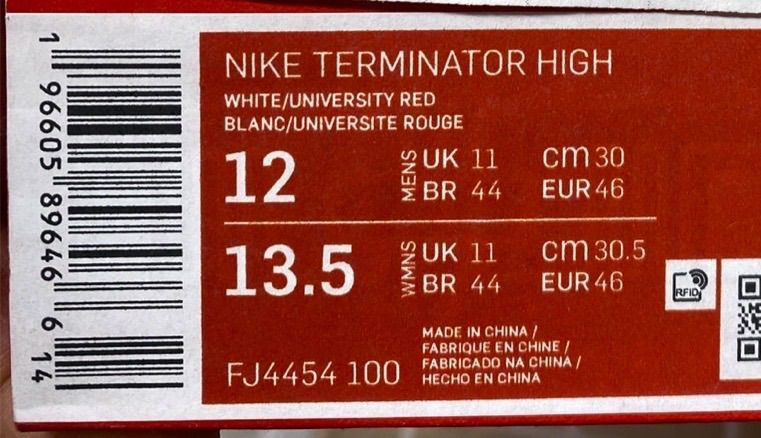 1 96605 89646 6 14
NIKE TERMINATOR HIGH
WHITE/UNIVERSITY RED
BLANC/UNIVERSITE ROUGE
12 MENS UK 11 cm 30
BR 44 EUR 46
13.5 WMNS UK 11 cm 30.5
BR 44 EUR 46
RFID
MADE IN CHINA /
FABRIQUE EN CHINE /
FABRICADO NA CHINA /
HECHO EN CHINA
FJ4454 100